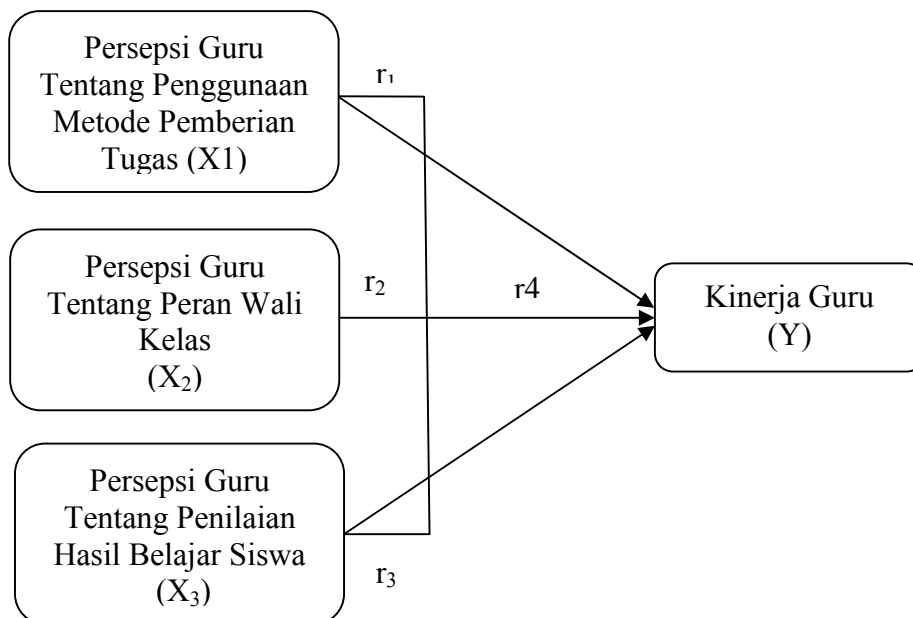 Persepsi Guru
Tentang Penggunaan
Metode Pemberian
Tugas (X1)
r₁
Persepsi Guru
Tentang Peran Wali
Kelas
(X₂)
r₂
r4
Kinerja Guru
(Y)
Persepsi Guru
Tentang Penilaian
Hasil Belajar Siswa
(X₃)
r₃